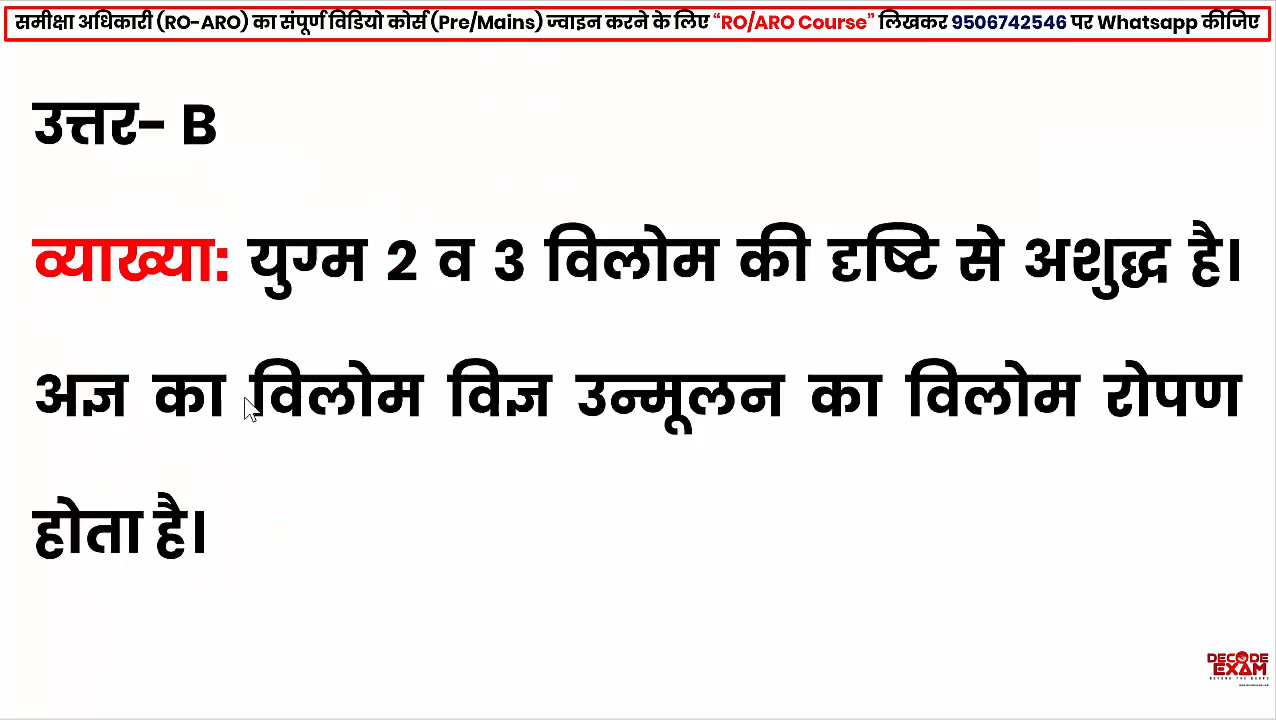 समीक्षा अधिकारी (RO-ARO) का संपूर्ण विडियो कोर्स (Pre/Mains) ज्वाइन करने के लिए “RO/ARO Course” लिखकर 9506742546 पर Whatsapp कीजिए
उत्तर- B
व्याख्या: युग्म 2 व 3 विलोम की दृष्टि से अशुद्ध है।
अज्ञ का विलोम विज्ञ उन्मूलन का विलोम रोपण
होता है।
DECODE
EXAM